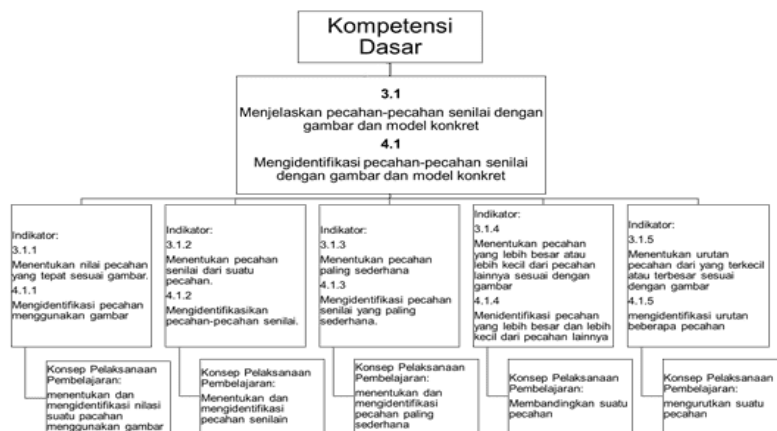 Kompetensi
Dasar
3.1
Menjelaskan pecahan-pecahan senilai dengan
gambar dan model konkret
4.1
Mengidentifikasi pecahan-pecahan senilai
dengan gambar dan model konkret
Indikator:
3.1.1
Menentukan nilai pecahan
yang tepat sesuai gambar.
4.1.1
Mengidentifikasi pecahan
menggunakan gambar
Indikator:
3.1.2
Menentukan pecahan
senilai dari suatu
pecahan.
4.1.2
Mengidentifikasikan
pecahan-pecahan senilai.
Indikator:
3.1.3
Menentukan pecahan
paling sederhana
4.1.3
Mengidentifikasi pecahan
senilai yang paling
sederhana.
Indikator:
3.1.4
Menentukan pecahan
yang lebih besar atau
lebih kecil dari pecahan
lainnya sesuai dengan
gambar
4.1.4
Menidentifikasi pecahan
yang lebih besar dan lebih
kecil dari pecahan lainnya
Indikator:
3.1.5
Menentukan urutan
pecahan dari yang terkecil
atau terbesar sesuai
dengan gambar
4.1.5
mengidentifikasi urutan
beberapa pecahan
Konsep Pelaksanaan
Pembelajaran:
menentukan dan
mengidentifikasi nilasi
suatu pacahan
menggunakan gambar
Konsep Pelaksanaan
Pembelajaran:
Menentukan dan
mengidentifikasi
pecahan senilain
Konsep Pelaksanaan
Pembelajaran:
menentukan dan
mengidentifikasi
pecahan paling
sederhana
Konsep Pelaksanaan
Pembelajaran:
Membandingkan suatu
pecahan
Konsep Pelaksanaan
Pembelajaran:
mengurutkan suatu
pecahan